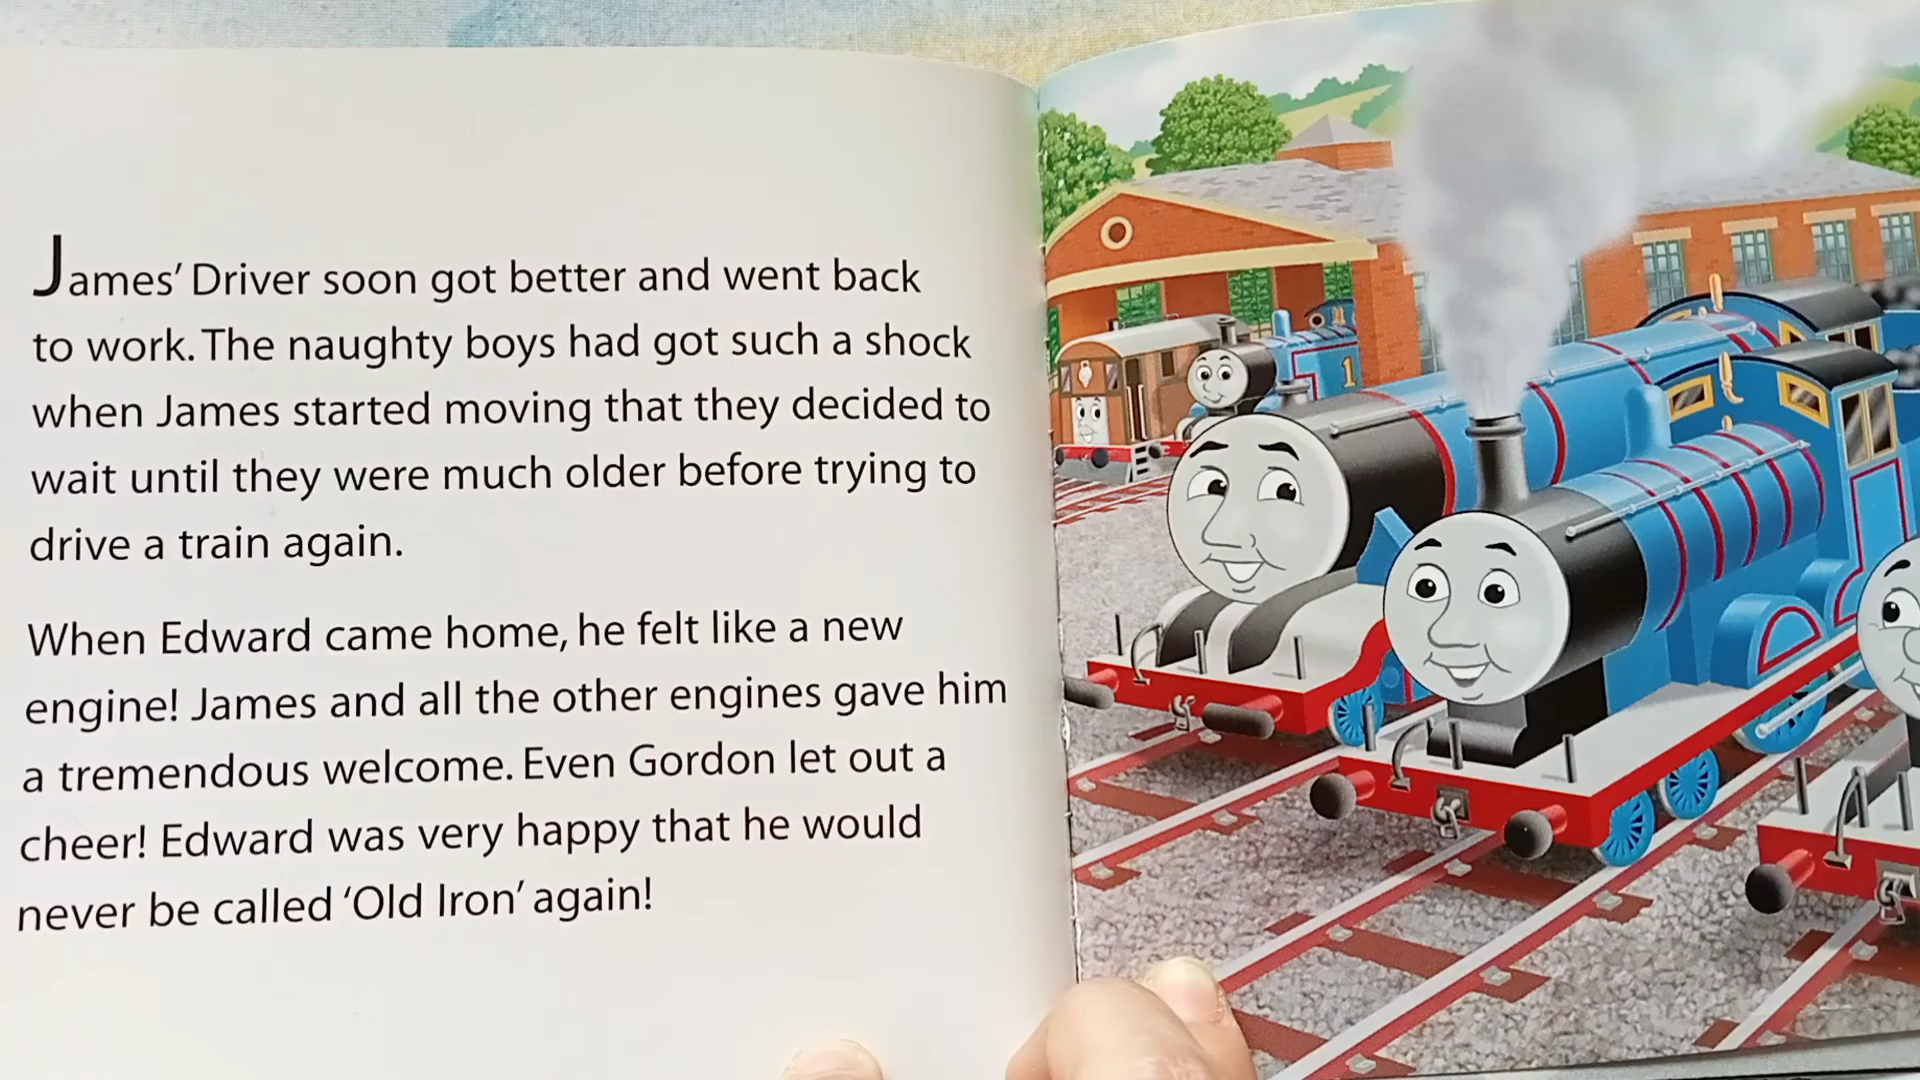 James’ Driver soon got better and went back
to work. The naughty boys had got such a shock
when James started moving that they decided to
wait until they were much older before trying to
drive a train again.
When Edward came home, he felt like a new
engine! James and all the other engines gave him
a tremendous welcome. Even Gordon let out a
cheer! Edward was very happy that he would
never be called ‘Old Iron’ again!
1